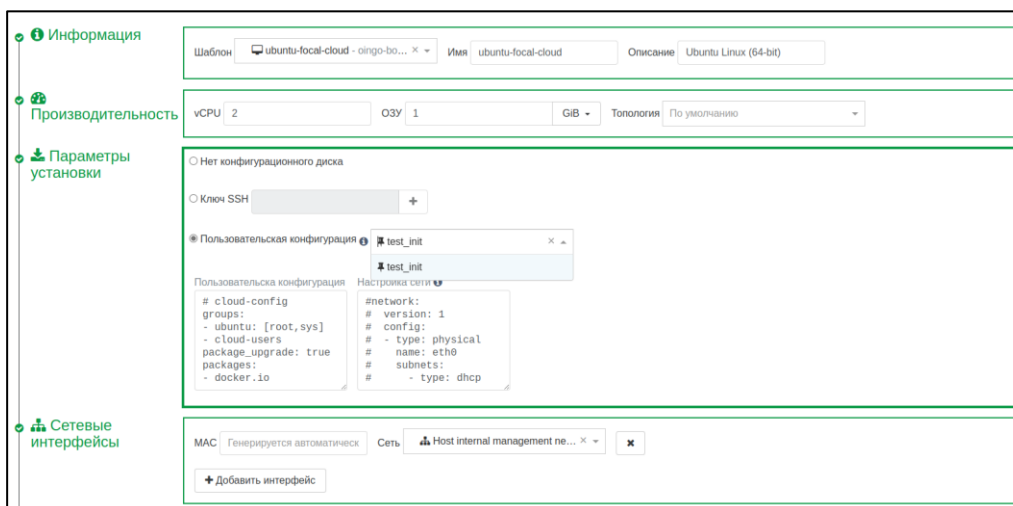 Информация
Шаблон ubuntu-focal-cloud - oingo-bo... × Имя ubuntu-focal-cloud Описание Ubuntu Linux (64-bit)
Производительность
vCPU 2 ОЗУ 1 GiB Топология По умолчанию
Параметры
установки
Нет конфигурационного диска
Ключ SSH +
Пользовательская конфигурация test_init ×
test_init
Пользовательска конфигурация Настройка сети
# cloud-config
groups:
- ubuntu: [root,sys]
- cloud-users
package_upgrade: true
packages:
- docker.io
#network:
#  version: 1
#  config:
#  - type: physical
#    name: eth0
#    subnets:
#      - type: dhcp
Сетевые
интерфейсы
MAC Генерируется автоматическ Сеть Host internal management ne... ×
+ Добавить интерфейс